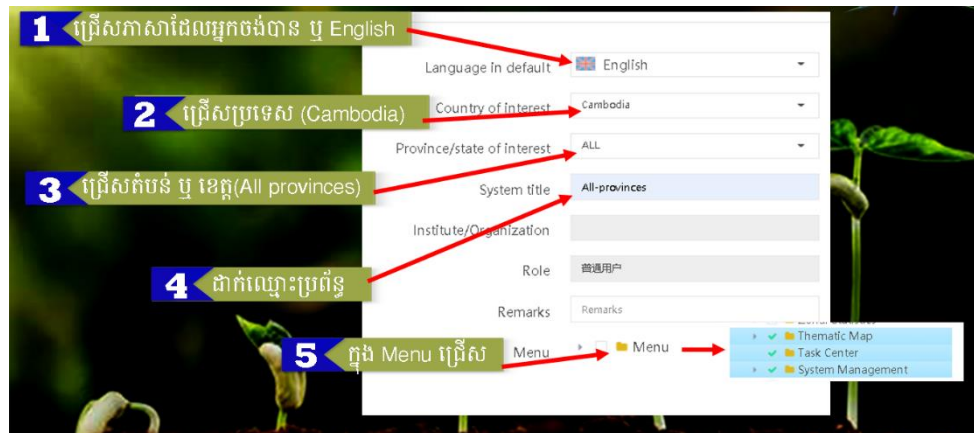 1 ជ្រើសភាសាដែលអ្នកចង់បាន ឬ English
Language in default English
2 ជ្រើសប្រទេស (Cambodia)
Country of interest Cambodia
Province/state of interest ALL
3 ជ្រើសតំបន់ ឬ ខេត្ត(All provinces)
System title All-provinces
Institute/Organization
Role 普通用户
4 ដាក់ឈ្មោះប្រព័ន្ធ
Remarks Remarks
5 ក្នុង Menu ជ្រើស
Menu Menu
Thematic Map
Task Center
System Management